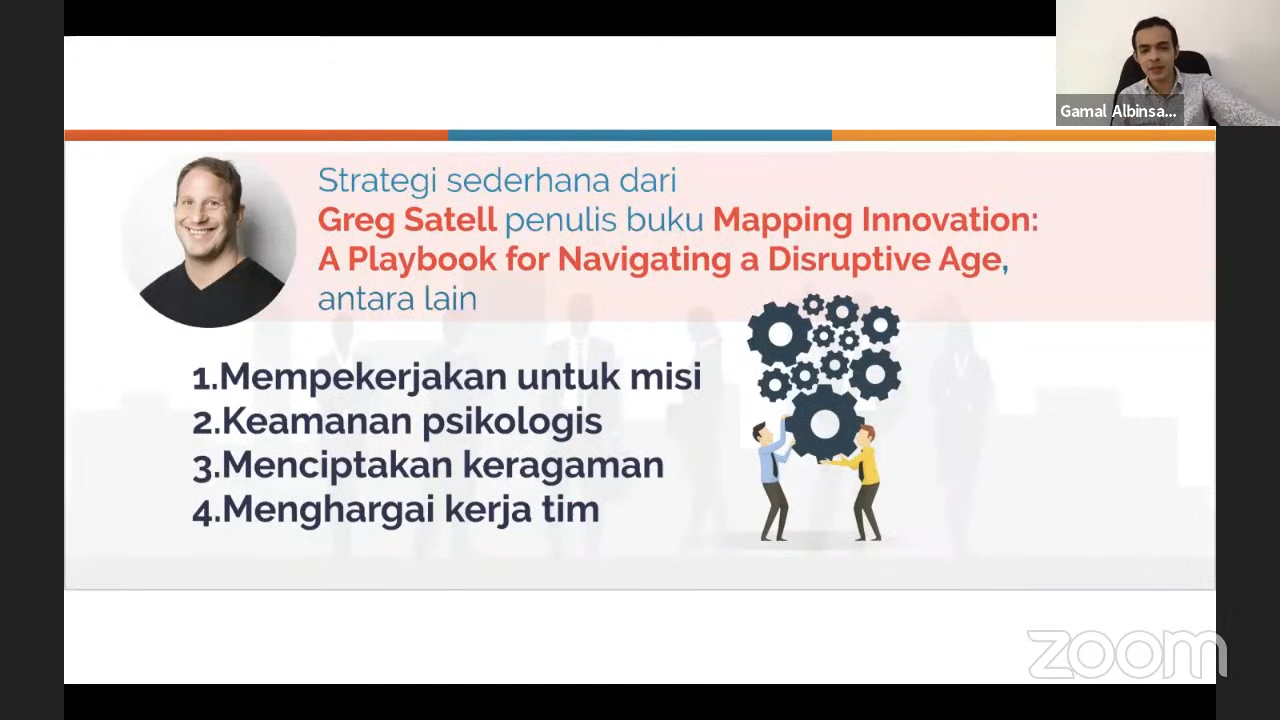 Gamal Albinsa...
Strategi sederhana dari
Greg Satell penulis buku Mapping Innovation:
A Playbook for Navigating a Disruptive Age,
antara lain
1.Mempekerjakan untuk misi
2.Keamanan psikologis
3.Menciptakan keragaman
4.Menghargai kerja tim
zoom